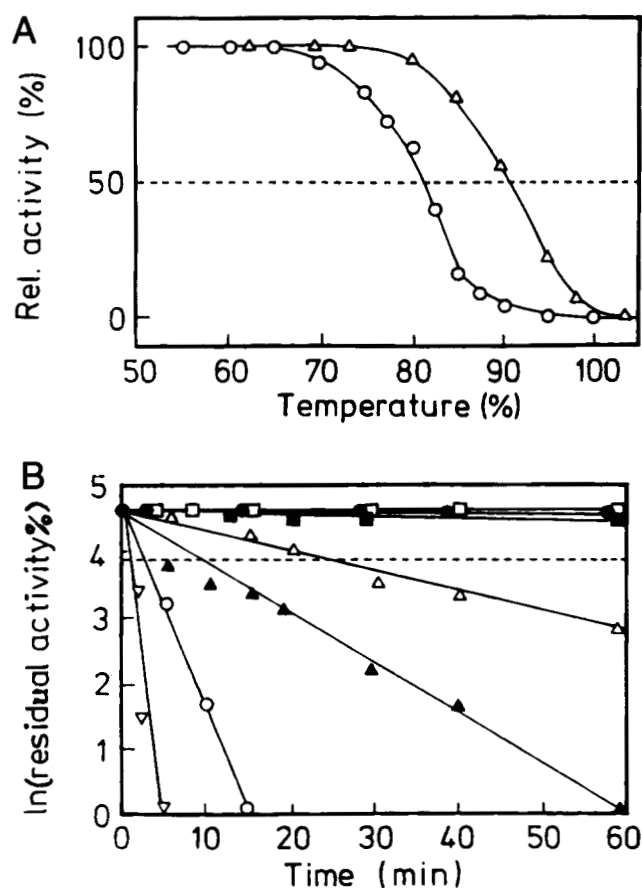 A
Rel. activity (%)
100
50
0
50 60 70 80 90 100
Temperature (%)
B
ln(residual activity%)
5
4
3
2
1
0
0 10 20 30 40 50 60
Time (min)